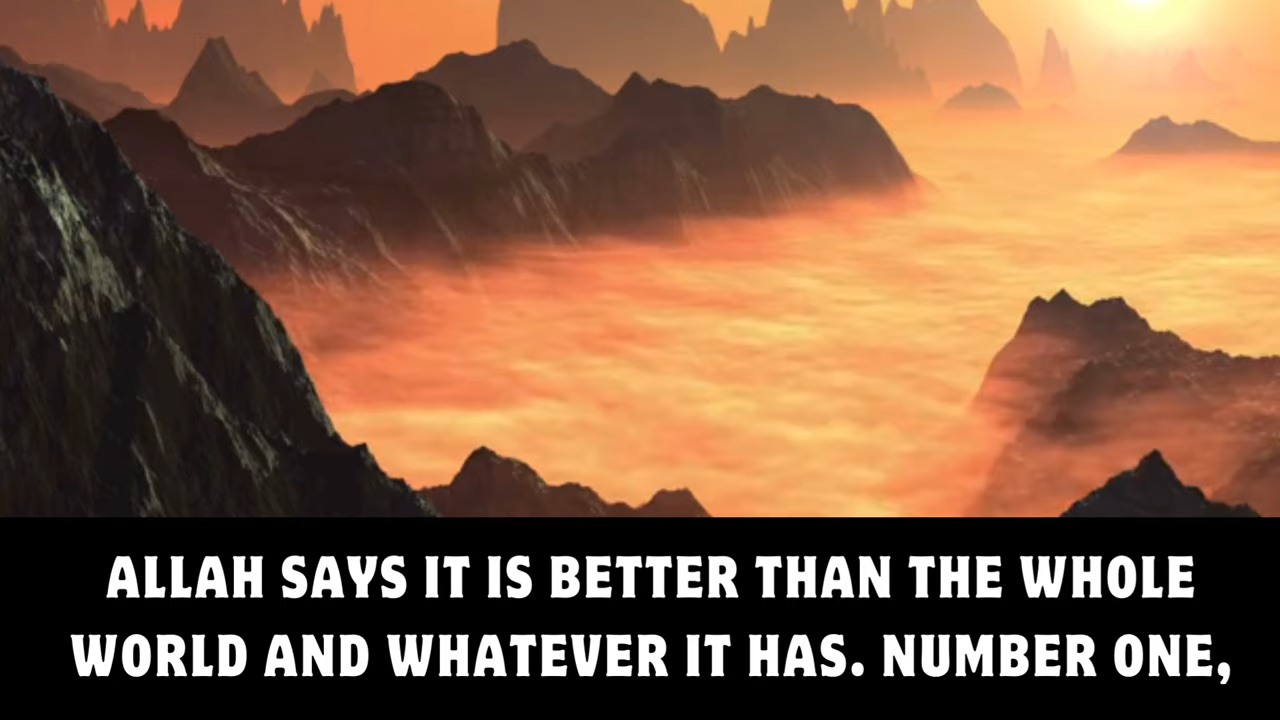 ALLAH SAYS IT IS BETTER THAN THE WHOLE
WORLD AND WHATEVER IT HAS. NUMBER ONE,